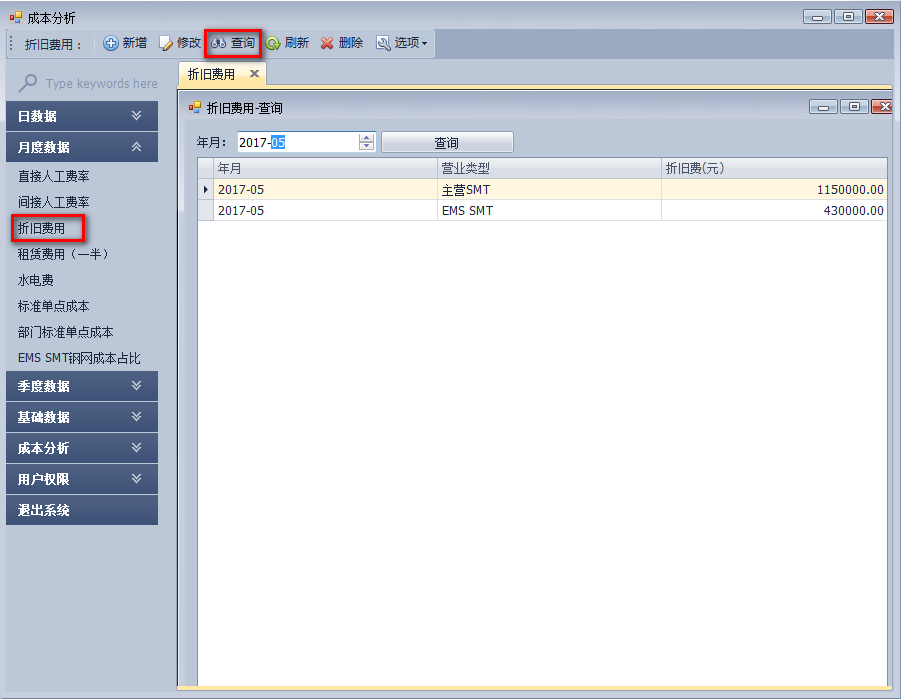 成本分析
折旧费用：
新增
修改
查询
刷新
删除
选项
Type keywords here
日数据
月度数据
直接人工费率
间接人工费率
折旧费用
租赁费用（一半）
水电费
标准单点成本
部门标准单点成本
EMS SMT钢网成本占比
季度数据
基础数据
成本分析
用户权限
退出系统
折旧费用
折旧费用-查询
年月：
2017-05
查询
年月 营业类型 折旧费(元)
2017-05 主营SMT 1150000.00
2017-05 EMS SMT 430000.00